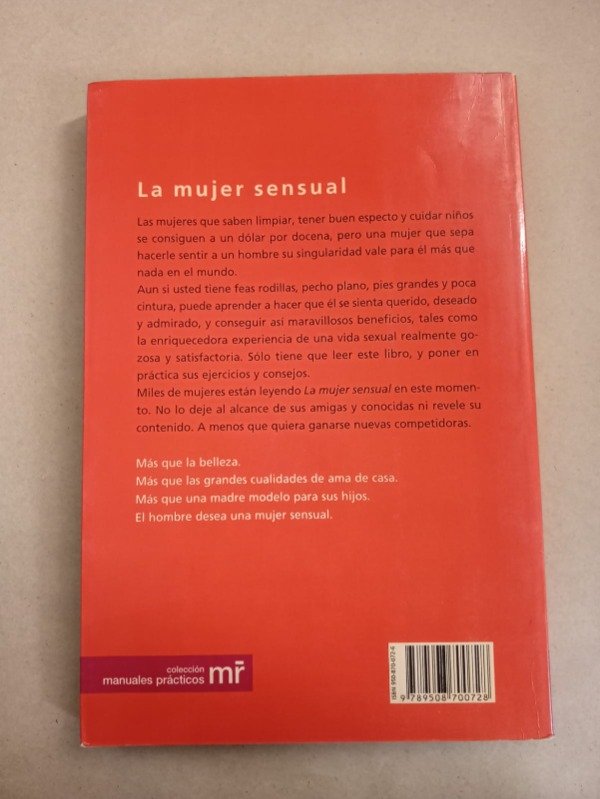 La mujer sensual
Las mujeres que saben limpiar, tener buen especto y cuidar niños
se consiguen a un dólar por docena, pero una mujer que sepa
hacerle sentir a un hombre su singularidad vale para él más que
nada en el mundo.
Aun si usted tiene feas rodillas, pecho plano, pies grandes y poca
cintura, puede aprender a hacer que él se sienta querido, deseado
y admirado, y conseguir así maravillosos beneficios, tales como
la enriquecedora experiencia de una vida sexual realmente go-
zosa y satisfactoria. Sólo tiene que leer este libro, y poner en
práctica sus ejercicios y consejos.
Miles de mujeres están leyendo La mujer sensual en este momen-
to. No lo deje al alcance de sus amigas y conocidas ni revele su
contenido. A menos que quiera ganarse nuevas competidoras.
Más que la belleza.
Más que las grandes cualidades de ama de casa.
Más que una madre modelo para sus hijos.
El hombre desea una mujer sensual.
colección
manuales prácticos mr
ISBN 950-870-072-6
9 789508 700728